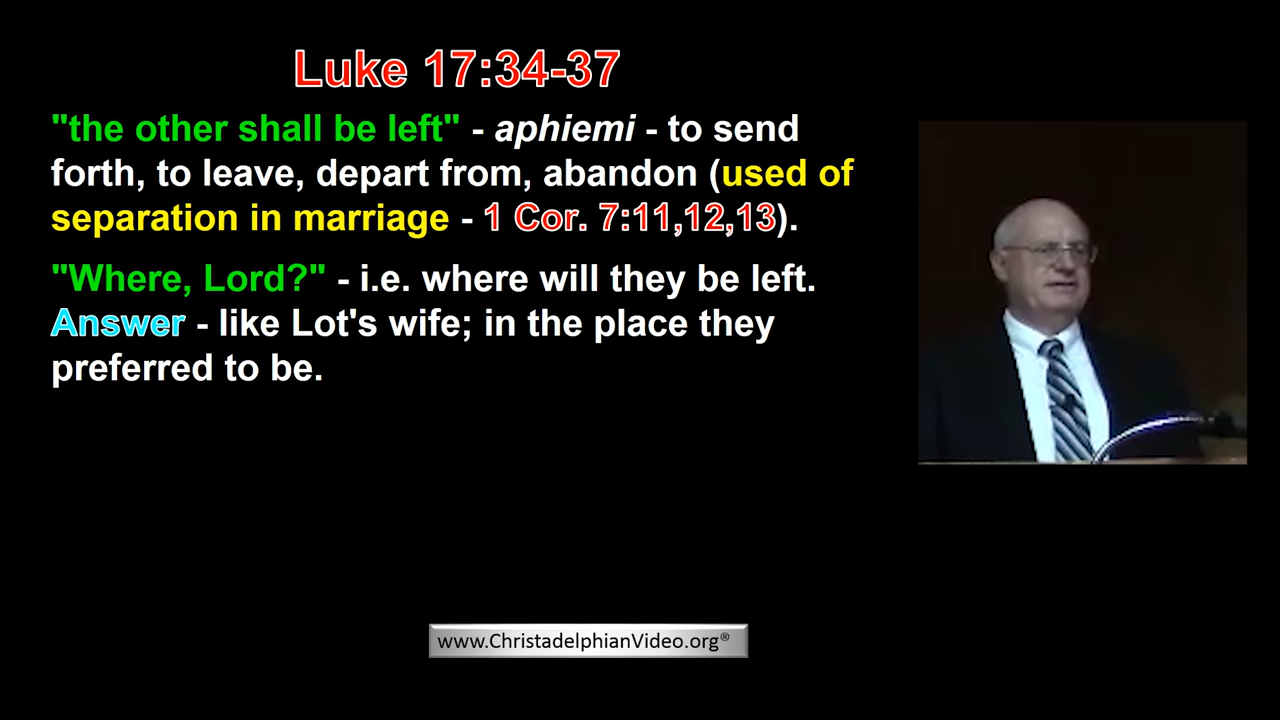 Luke 17:34-37
"the other shall be left" - aphiemi - to send
forth, to leave, depart from, abandon (used of
separation in marriage - 1 Cor. 7:11,12,13).
"Where, Lord?" - i.e. where will they be left.
Answer - like Lot's wife; in the place they
preferred to be.
www.ChristadelphianVideo.org®